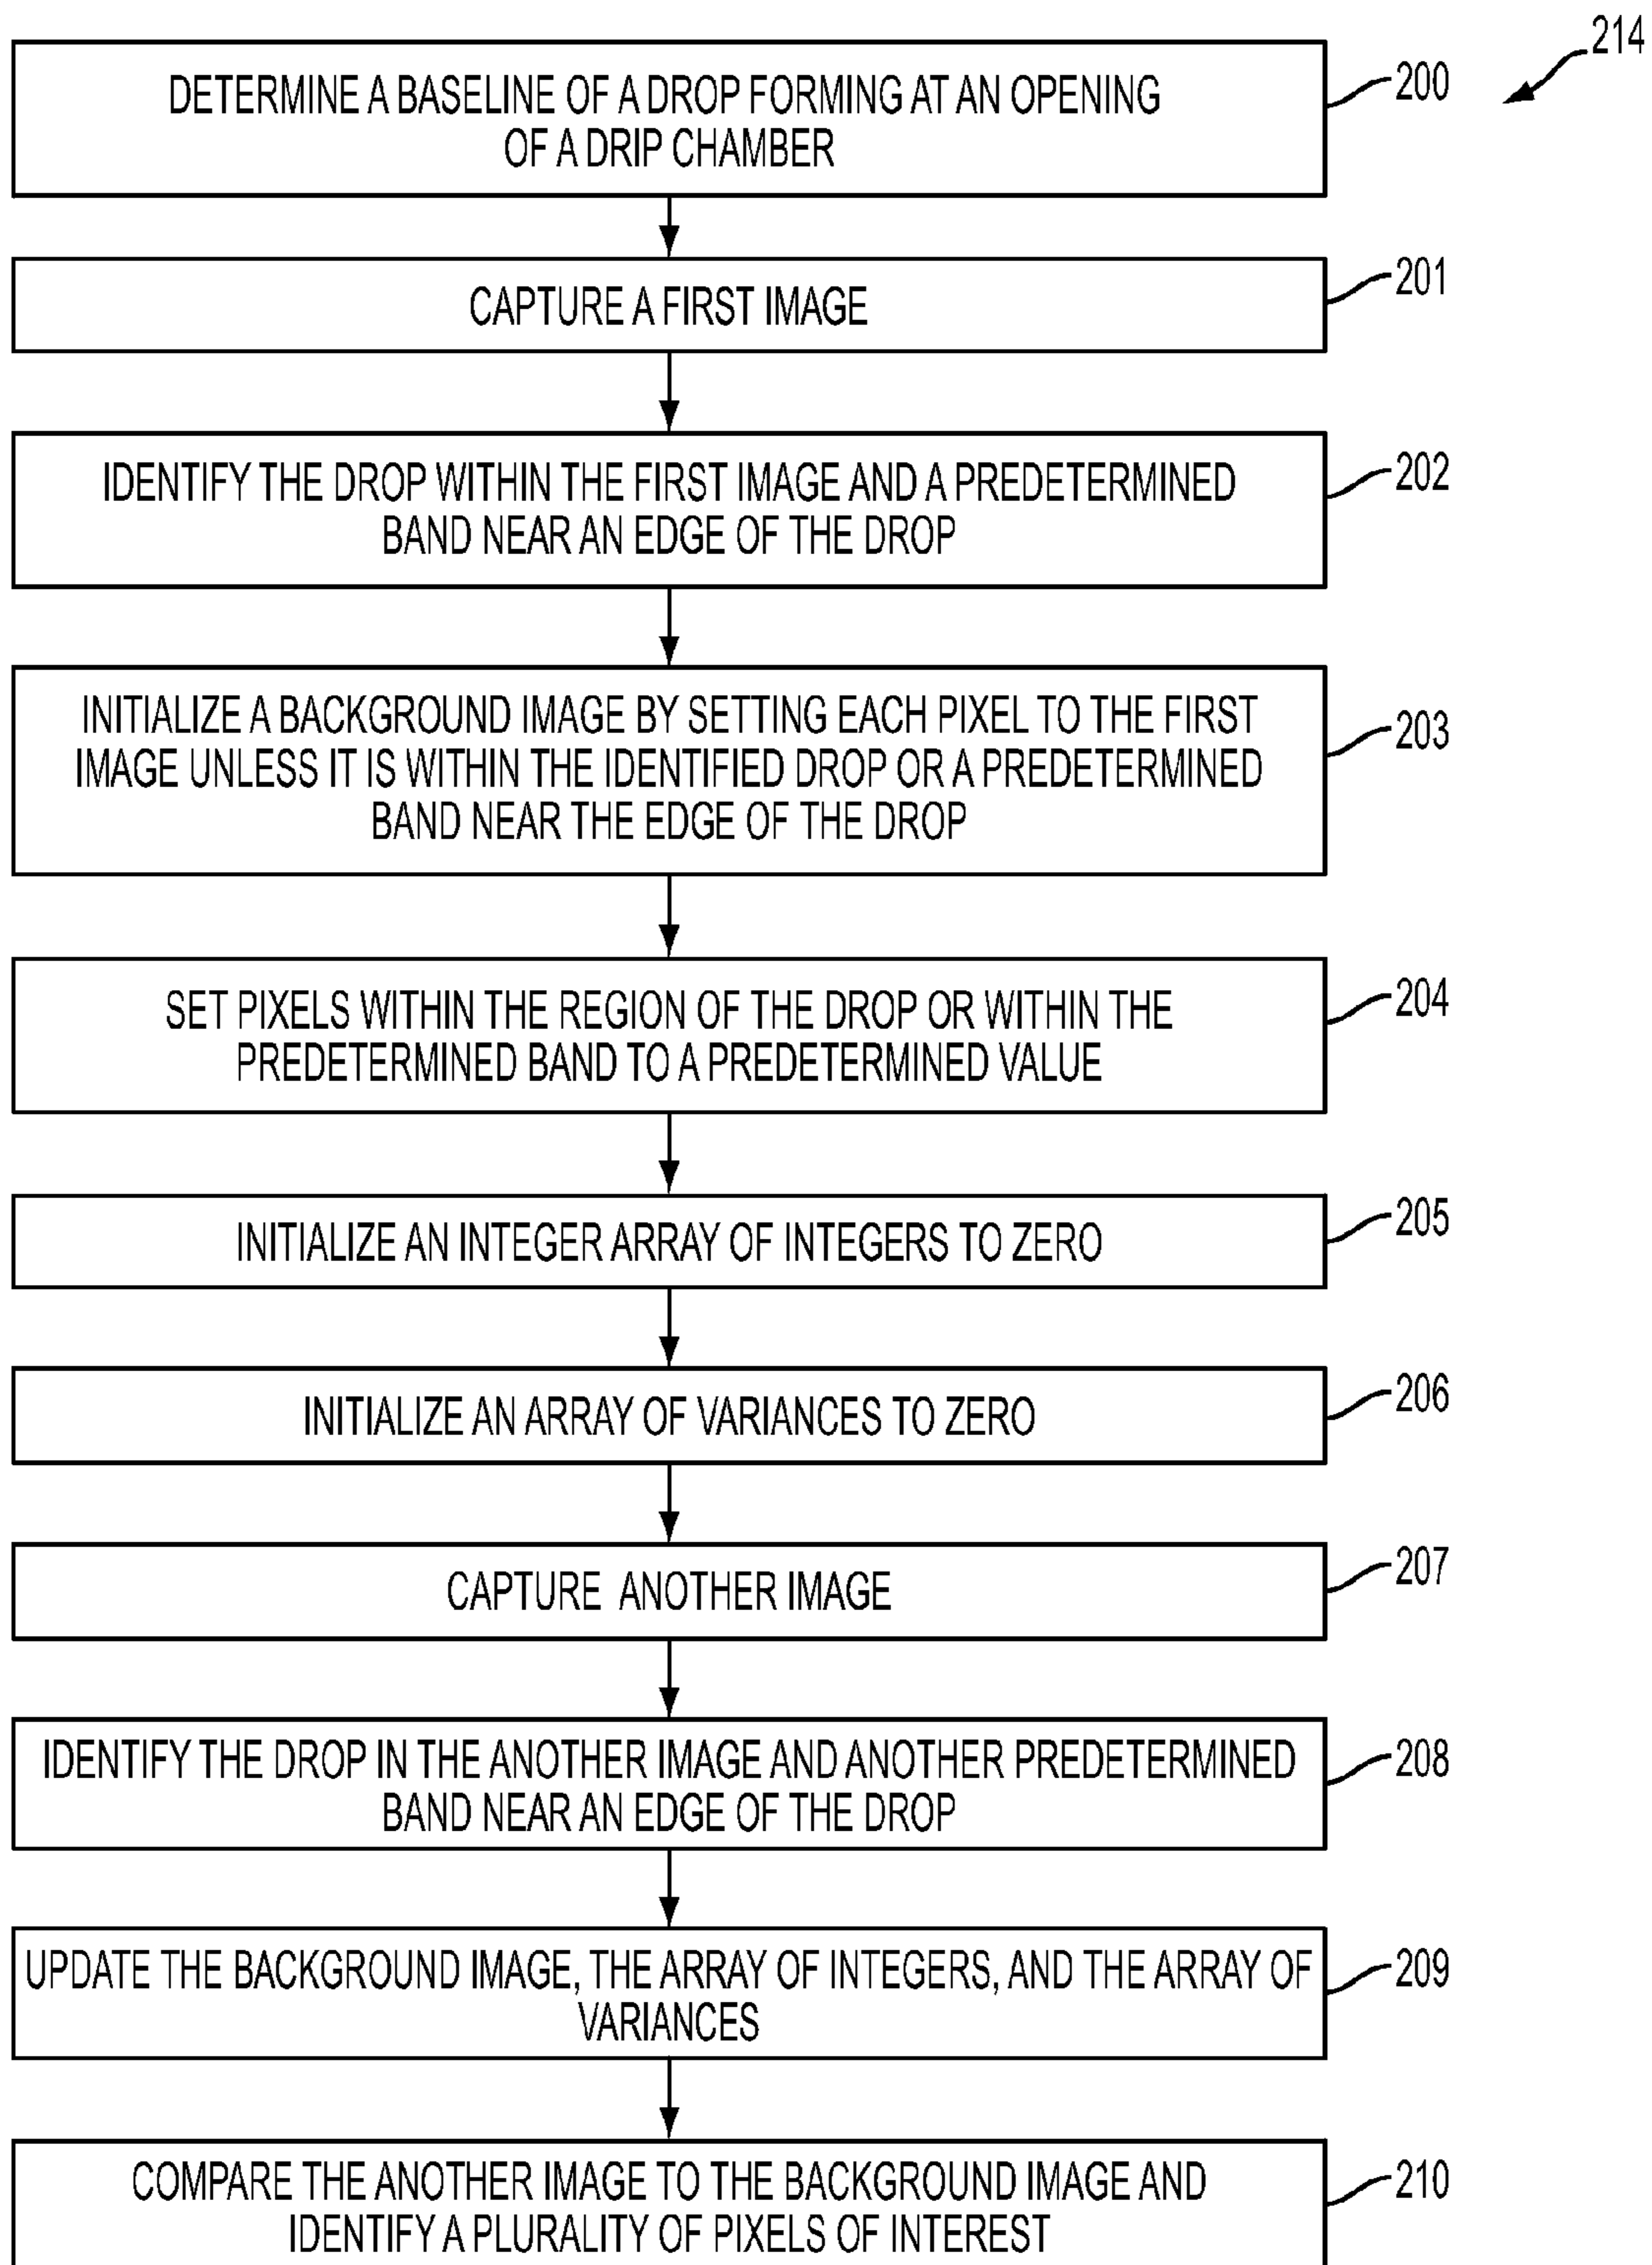 214
DETERMINE A BASELINE OF A DROP FORMING AT AN OPENING
OF A DRIP CHAMBER
200
CAPTURE A FIRST IMAGE
201
IDENTIFY THE DROP WITHIN THE FIRST IMAGE AND A PREDETERMINED
BAND NEAR AN EDGE OF THE DROP
202
INITIALIZE A BACKGROUND IMAGE BY SETTING EACH PIXEL TO THE FIRST
IMAGE UNLESS IT IS WITHIN THE IDENTIFIED DROP OR A PREDETERMINED
BAND NEAR THE EDGE OF THE DROP
203
SET PIXELS WITHIN THE REGION OF THE DROP OR WITHIN THE
PREDETERMINED BAND TO A PREDETERMINED VALUE
204
INITIALIZE AN INTEGER ARRAY OF INTEGERS TO ZERO
205
INITIALIZE AN ARRAY OF VARIANCES TO ZERO
206
CAPTURE ANOTHER IMAGE
207
IDENTIFY THE DROP IN THE ANOTHER IMAGE AND ANOTHER PREDETERMINED
BAND NEAR AN EDGE OF THE DROP
208
UPDATE THE BACKGROUND IMAGE, THE ARRAY OF INTEGERS, AND THE ARRAY OF
VARIANCES
209
COMPARE THE ANOTHER IMAGE TO THE BACKGROUND IMAGE AND
IDENTIFY A PLURALITY OF PIXELS OF INTEREST
210